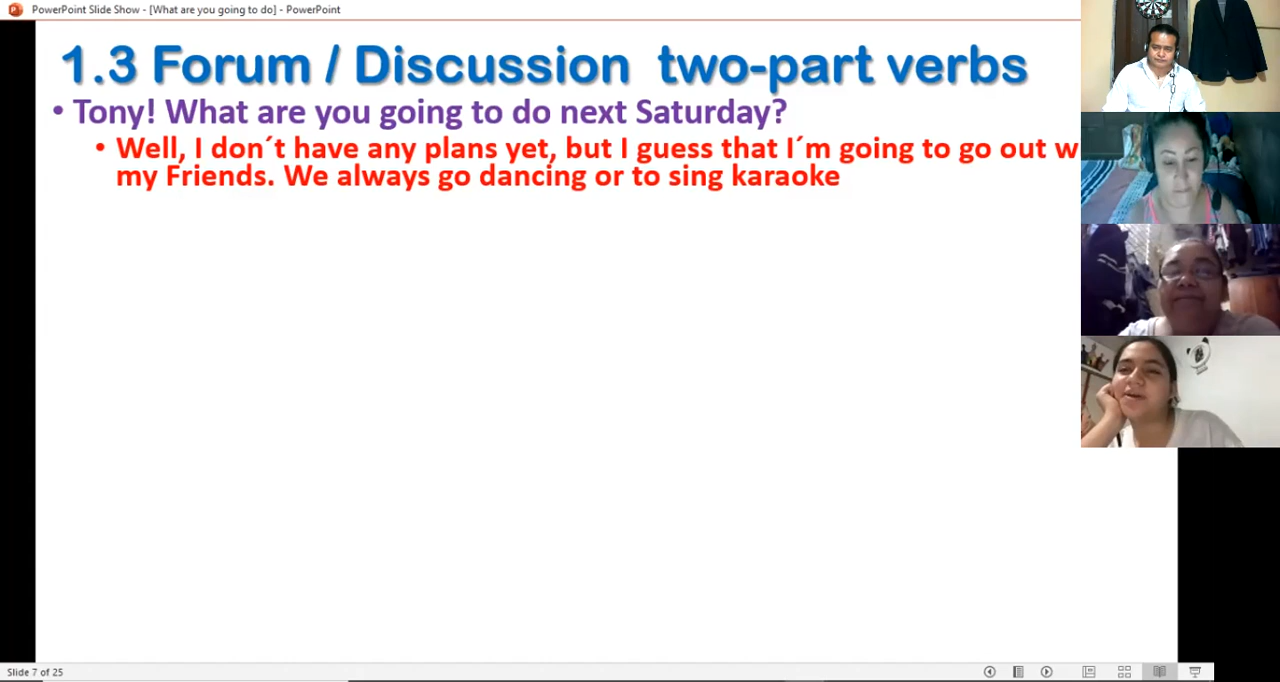 PowerPoint Slide Show - [What are you going to do] - PowerPoint
1.3 Forum / Discussion two-part verbs
• Tony! What are you going to do next Saturday?
• Well, I don´t have any plans yet, but I guess that I´m going to go out w
my Friends. We always go dancing or to sing karaoke
Slide 7 of 25